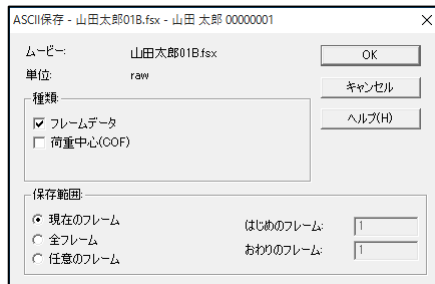 ASCII保存 - 山田太郎01B.fsx - 山田 太郎 00000001
ムービー: 山田太郎01B.fsx
単位: raw
OK
キャンセル
ヘルプ(H)
種類:
フレームデータ
荷重中心(COF)
保存範囲:
現在のフレーム
全フレーム
任意のフレーム
はじめのフレーム: 1
おわりのフレーム: 1